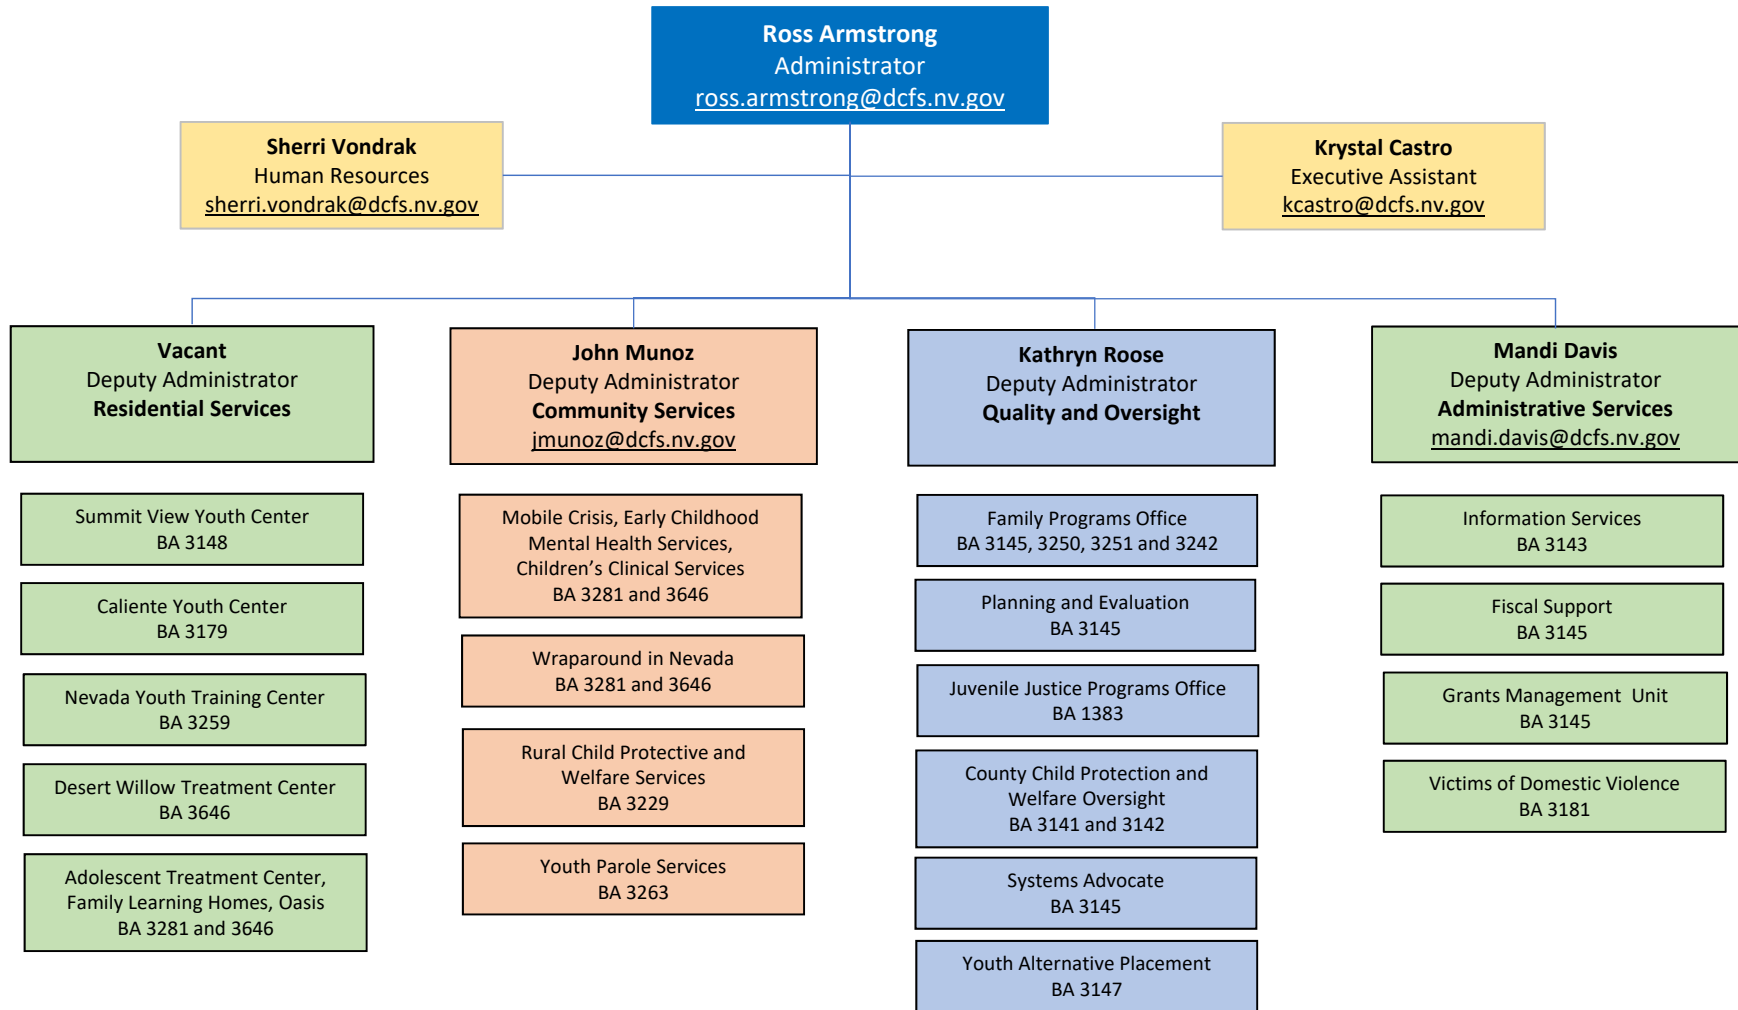 Ross Armstrong
Administrator
ross.armstrong@dcfs.nv.gov
Sherri Vondrak
Human Resources
sherri.vondrak@dcfs.nv.gov
Krystal Castro
Executive Assistant
kcastro@dcfs.nv.gov
Vacant
Deputy Administrator
Residential Services
John Munoz
Deputy Administrator
Community Services
jmunoz@dcfs.nv.gov
Kathryn Roose
Deputy Administrator
Quality and Oversight
Mandi Davis
Deputy Administrator
Administrative Services
mandi.davis@dcfs.nv.gov
Summit View Youth Center
BA 3148
Caliente Youth Center
BA 3179
Nevada Youth Training Center
BA 3259
Desert Willow Treatment Center
BA 3646
Adolescent Treatment Center,
Family Learning Homes, Oasis
BA 3281 and 3646
Mobile Crisis, Early Childhood
Mental Health Services,
Children’s Clinical Services
BA 3281 and 3646
Wraparound in Nevada
BA 3281 and 3646
Rural Child Protective and
Welfare Services
BA 3229
Youth Parole Services
BA 3263
Family Programs Office
BA 3145, 3250, 3251 and 3242
Planning and Evaluation
BA 3145
Juvenile Justice Programs Office
BA 1383
County Child Protection and
Welfare Oversight
BA 3141 and 3142
Systems Advocate
BA 3145
Youth Alternative Placement
BA 3147
Information Services
BA 3143
Fiscal Support
BA 3145
Grants Management Unit
BA 3145
Victims of Domestic Violence
BA 3181